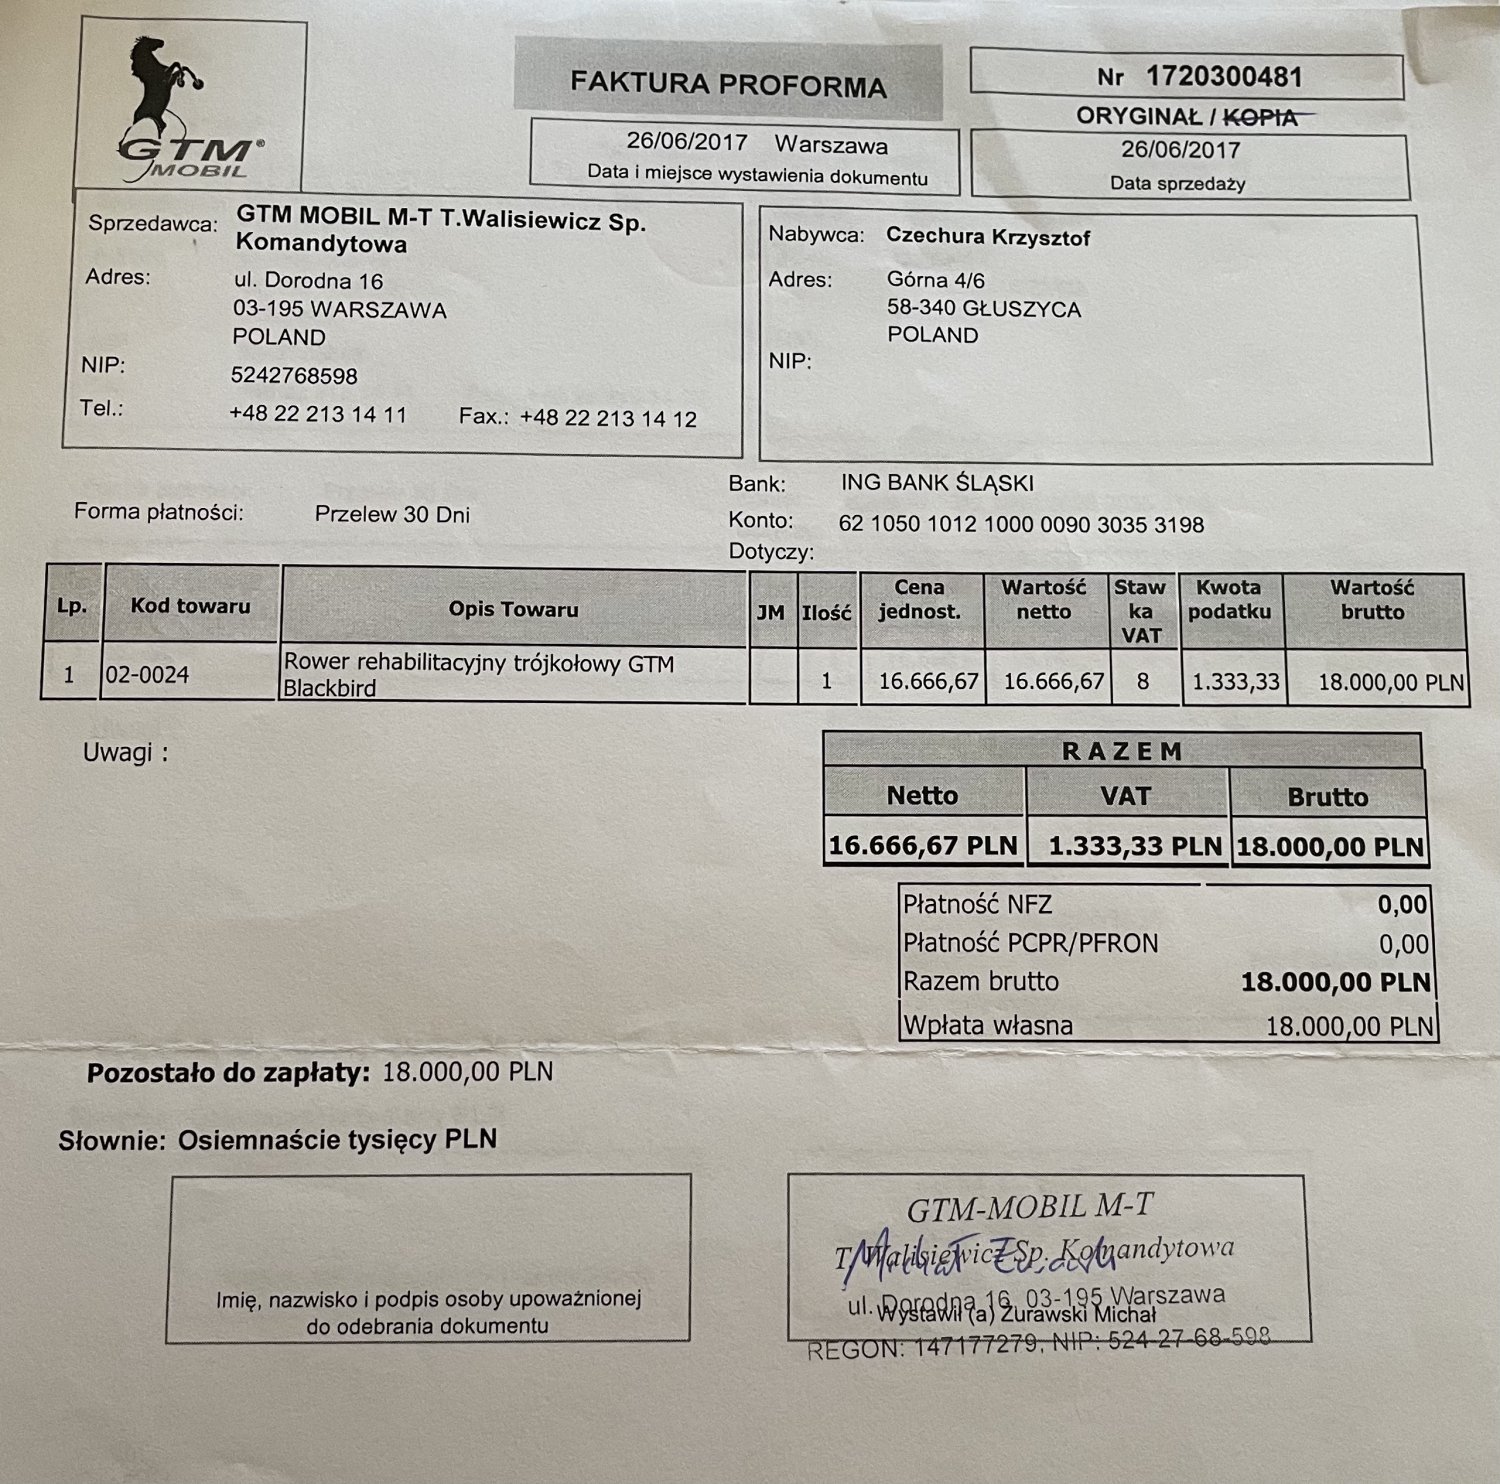 GTM®
MOBIL
FAKTURA PROFORMA
26/06/2017 Warszawa
Data i miejsce wystawienia dokumentu
Nr 1720300481
ORYGINAŁ / KOPIA
26/06/2017
Data sprzedaży
Sprzedawca: GTM MOBIL M-T T.Walisiewicz Sp.
Komandytowa
Adres: ul. Dorodna 16
03-195 WARSZAWA
POLAND
NIP: 5242768598
Tel.: +48 22 213 14 11 Fax.: +48 22 213 14 12
Nabywca: Czechura Krzysztof
Adres: Górna 4/6
58-340 GŁUSZYCA
POLAND
NIP:
Forma płatności: Przelew 30 Dni
Bank: ING BANK ŚLĄSKI
Konto: 62 1050 1012 1000 0090 3035 3198
Dotyczy:
Lp. Kod towaru Opis Towaru JM Ilość Cena jednost. Wartość netto Staw ka VAT Kwota podatku Wartość brutto
1 02-0024 Rower rehabilitacyjny trójkołowy GTM Blackbird 1 16.666,67 16.666,67 8 1.333,33 18.000,00 PLN
Uwagi :
RAZEM
Netto VAT Brutto
16.666,67 PLN 1.333,33 PLN 18.000,00 PLN
Płatność NFZ 0,00
Płatność PCPR/PFRON 0,00
Razem brutto 18.000,00 PLN
Wpłata własna 18.000,00 PLN
Pozostało do zapłaty: 18.000,00 PLN
Słownie: Osiemnaście tysięcy PLN
Imię, nazwisko i podpis osoby upoważnionej
do odebrania dokumentu
GTM-MOBIL M-T
T. Walisiewicz Sp. Komandytowa
ul. Dorodna 16, 03-195 Warszawa
Wystawił (a) Żurawski Michał
REGON: 147177279, NIP: 524-27-68-598